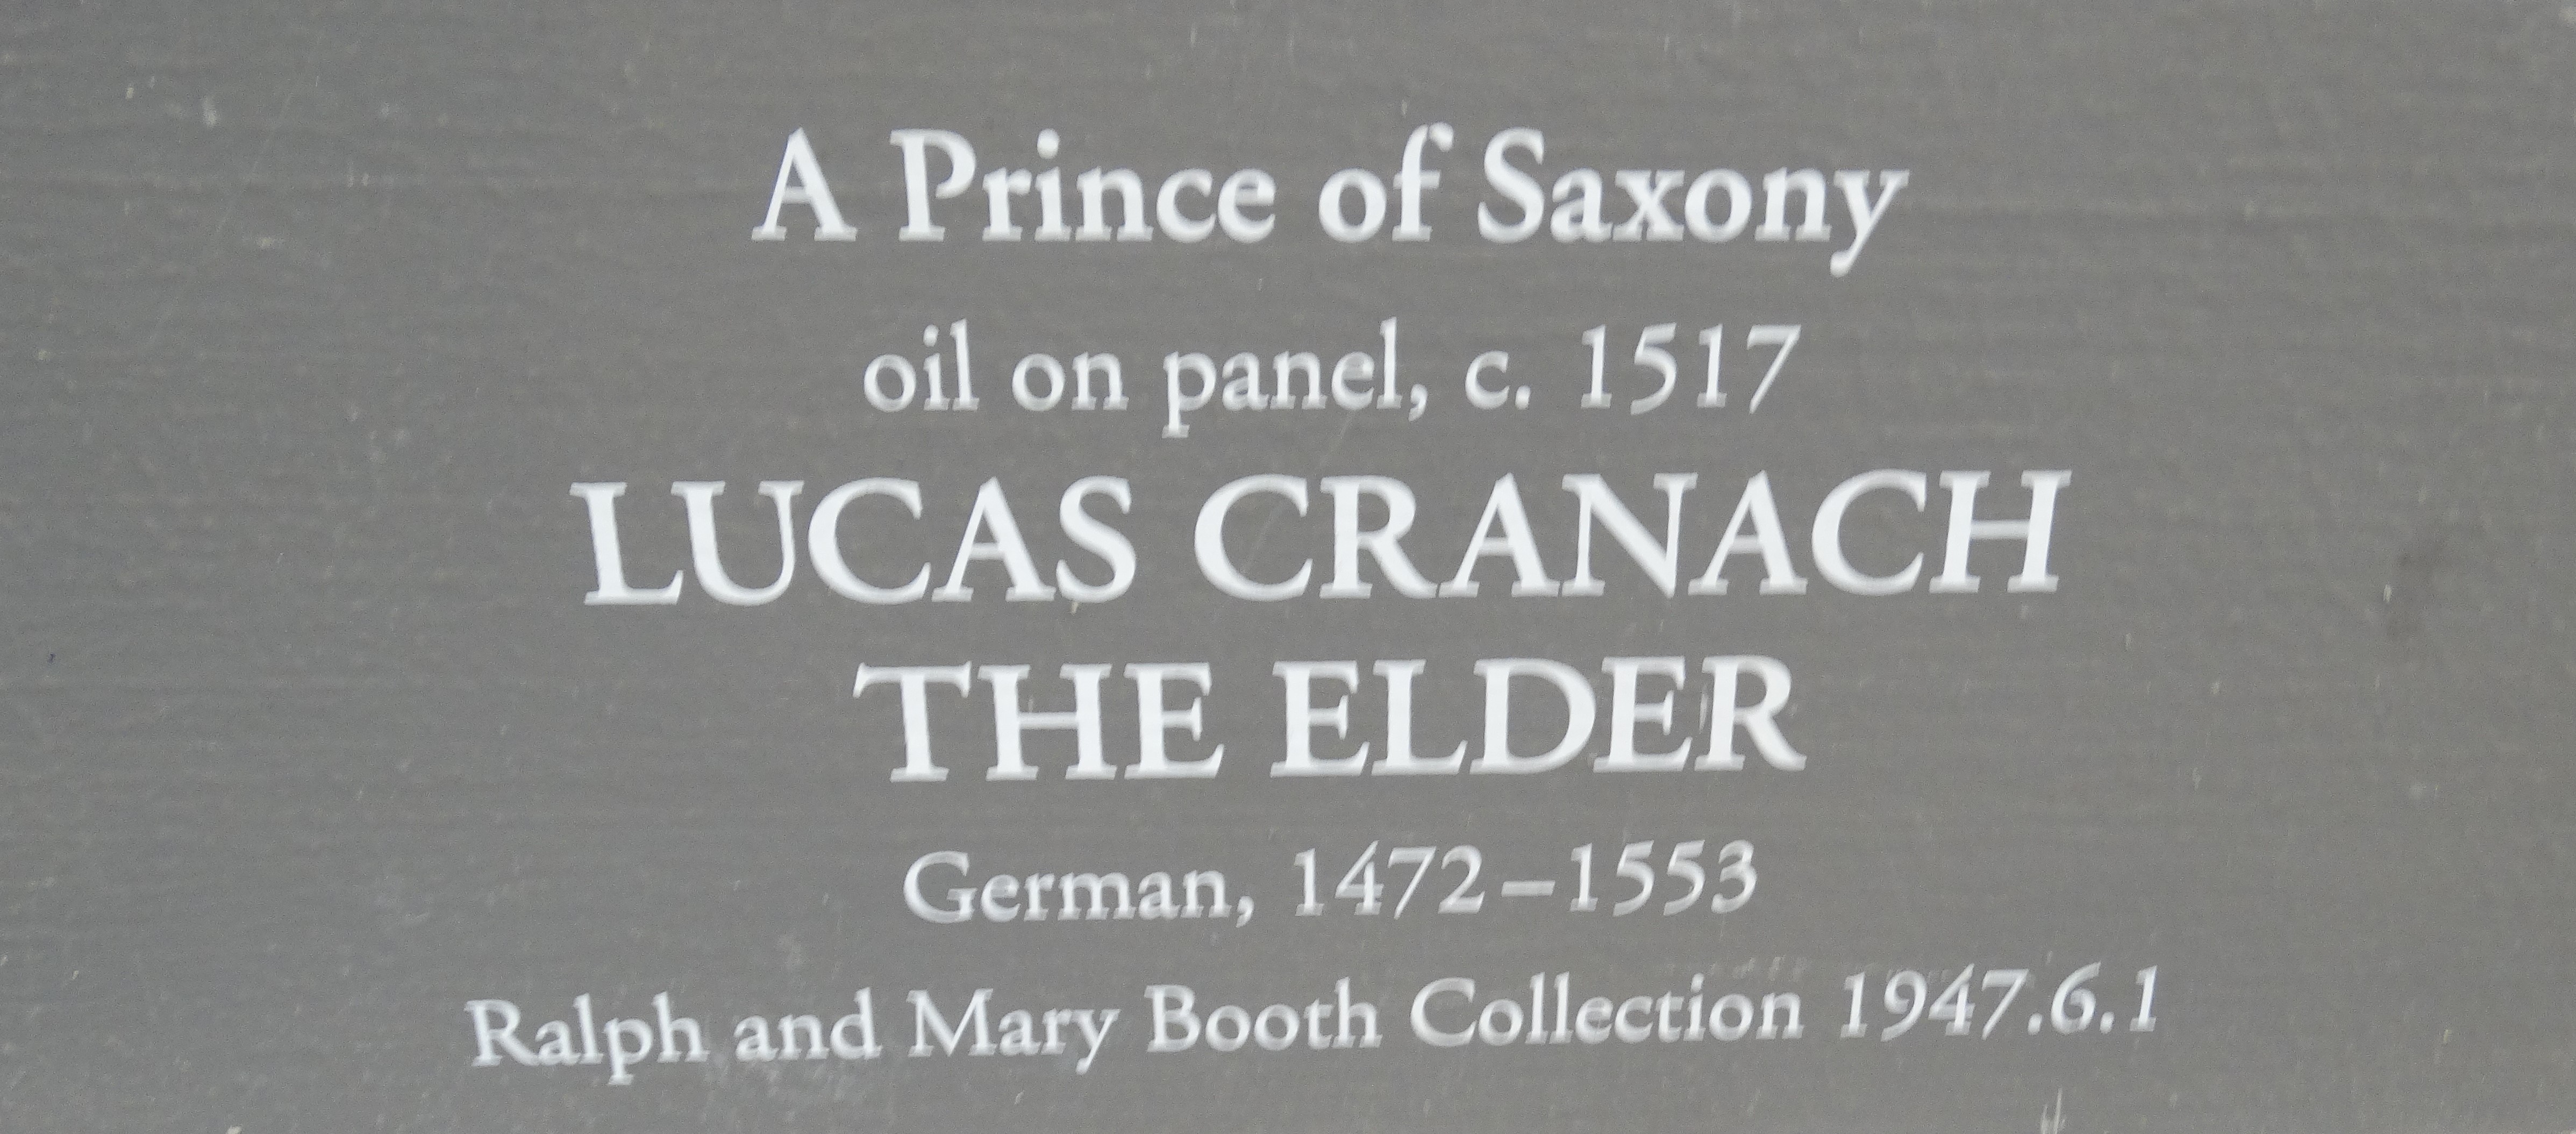 A Prince of Saxony
oil on panel, c. 1517
LUCAS CRANACH
THE ELDER
German, 1472–1553
Ralph and Mary Booth Collection 1947.6.1